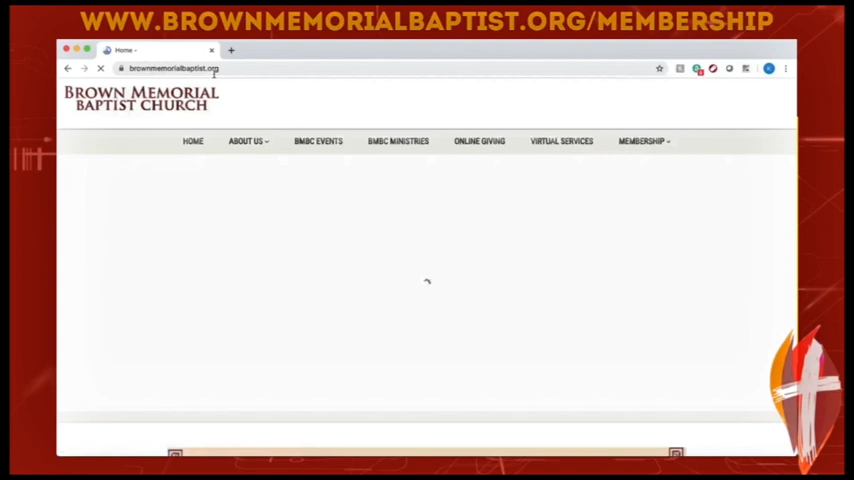 WWW.BROWNMEMORIALBAPTIST.ORG/MEMBERSHIP
Home -
brownmemorialbaptist.org
BROWN MEMORIAL
BAPTIST CHURCH
HOME ABOUT US BMBC EVENTS BMBC MINISTRIES ONLINE GIVING VIRTUAL SERVICES MEMBERSHIP